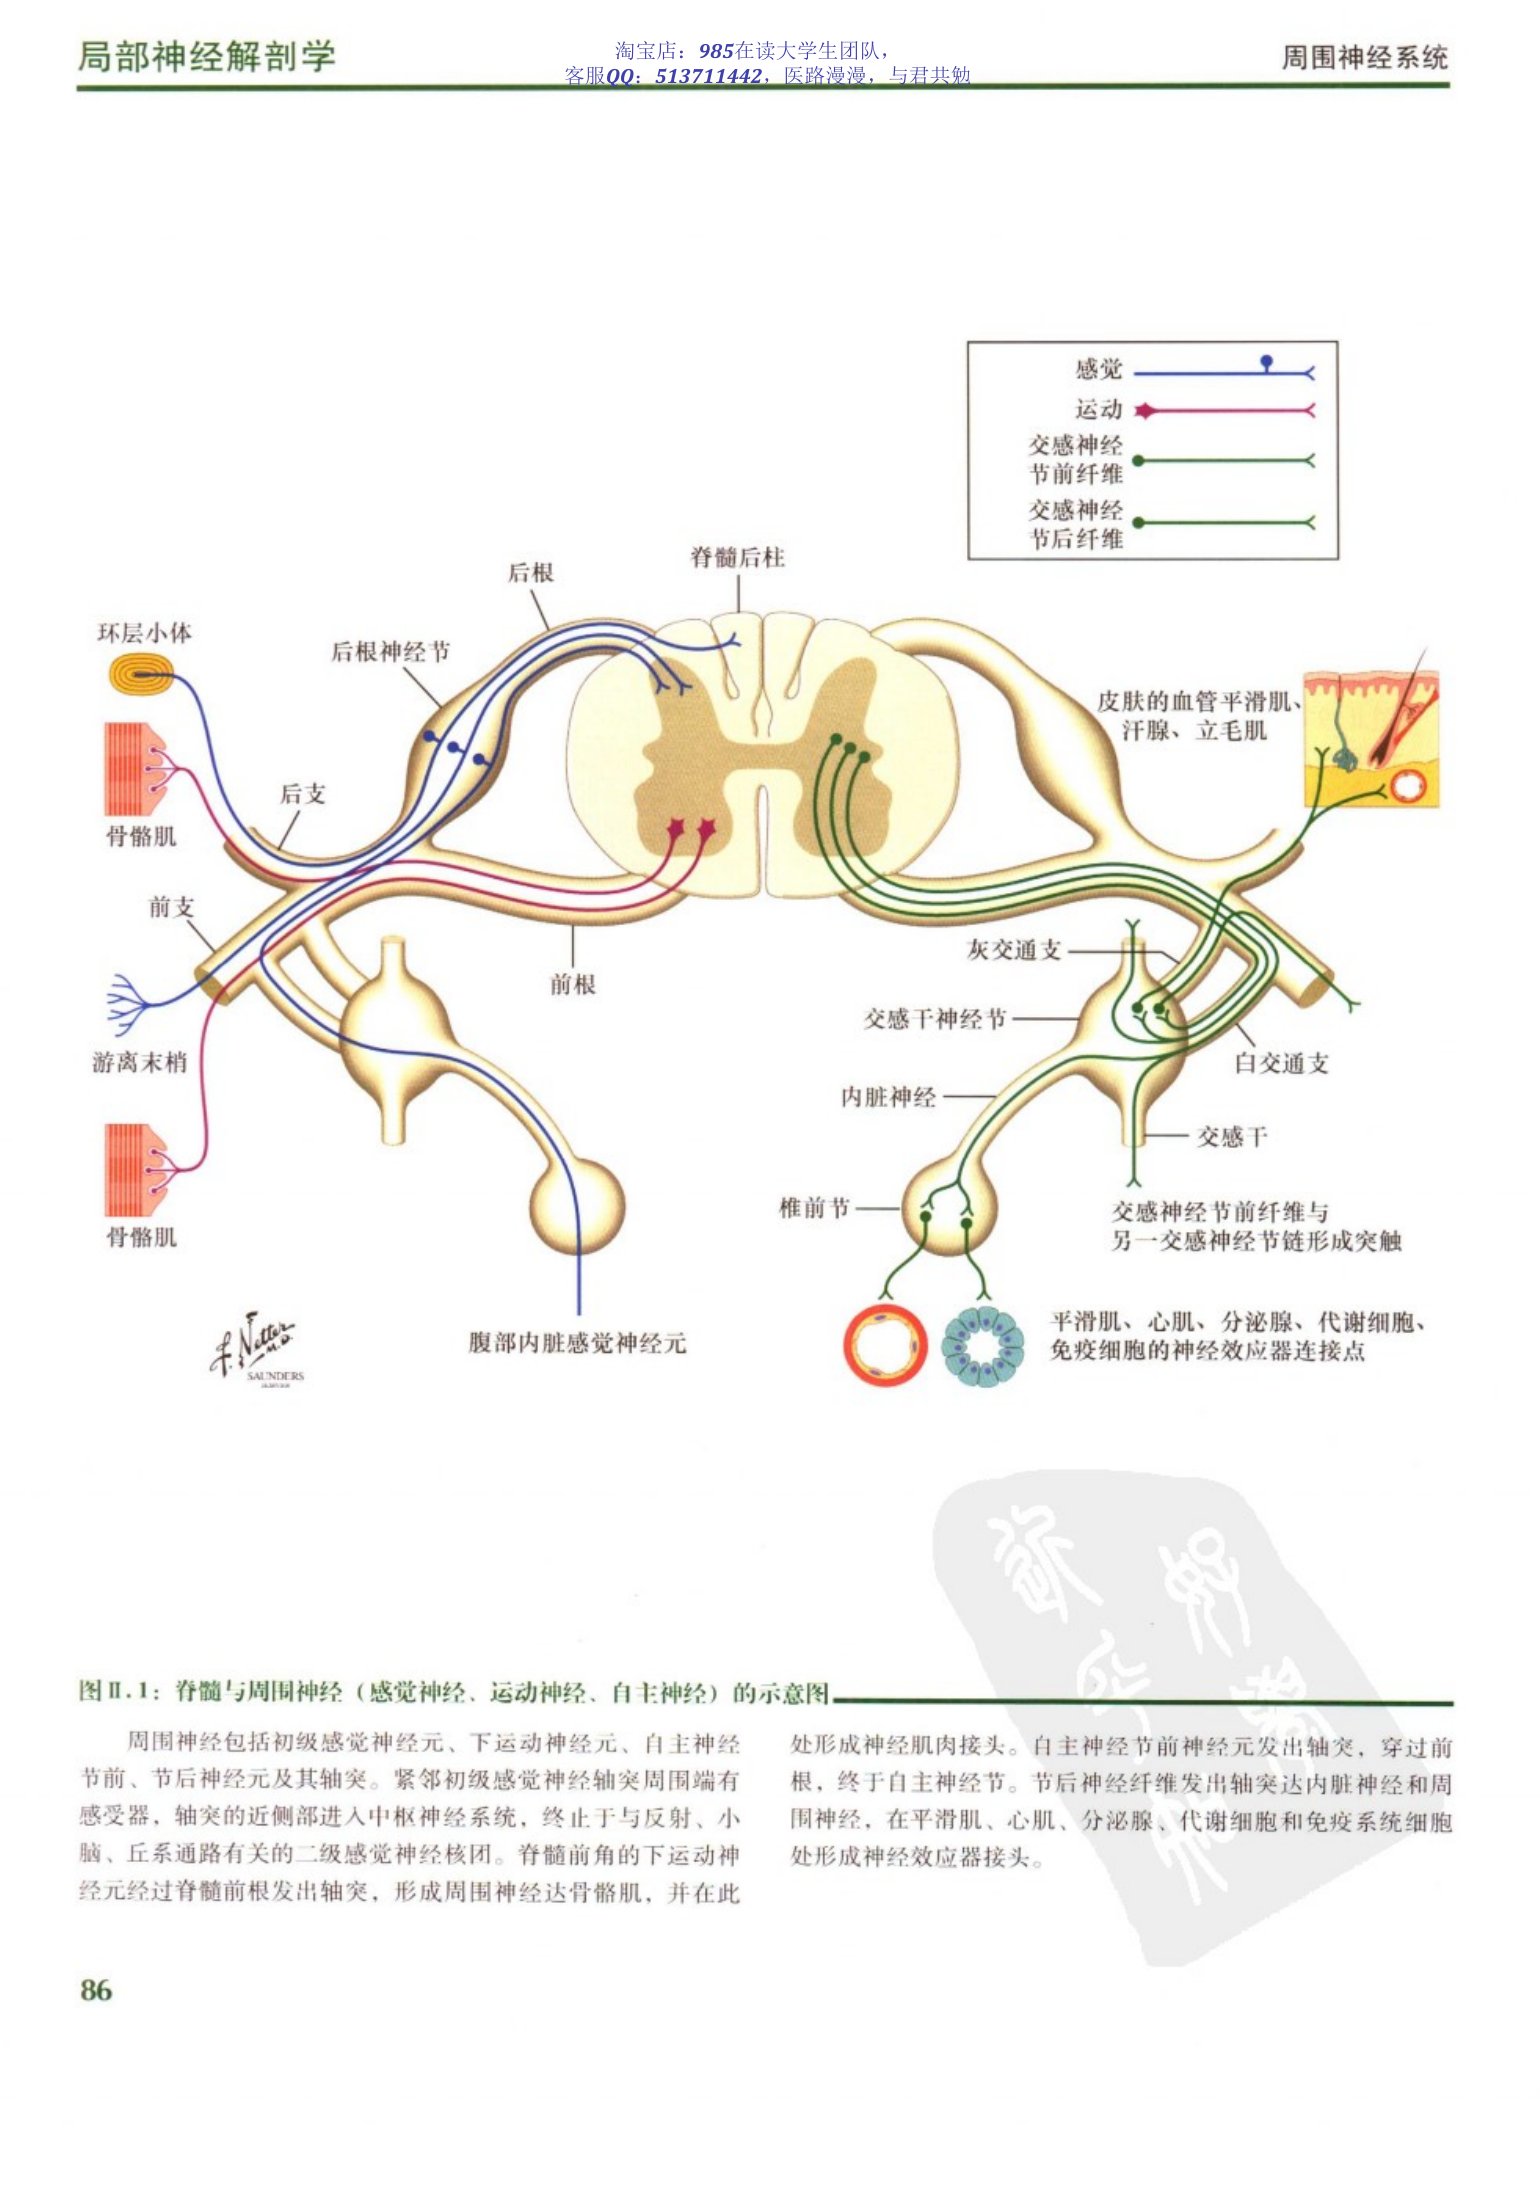 局部神经解剖学
淘宝店：985在读大学生团队，
客服QQ：513711442，医路漫漫，与君共勉
周围神经系统
感觉
运动
交感神经
节前纤维
交感神经
节后纤维
脊髓后柱
后根
后根神经节
环层小体
骨骼肌
后支
前支
前根
游离末梢
骨骼肌
腹部内脏感觉神经元
皮肤的血管平滑肌、
汗腺、立毛肌
灰交通支
交感干神经节
白交通支
内脏神经
交感干
椎前节
交感神经节前纤维与
另一交感神经节链形成突触
平滑肌、心肌、分泌腺、代谢细胞、
免疫细胞的神经效应器连接点
F. Netter M.D.
SAUNDERS
图Ⅱ.1：脊髓与周围神经（感觉神经、运动神经、自主神经）的示意图
周围神经包括初级感觉神经元、下运动神经元、自主神经
节前、节后神经元及其轴突。紧邻初级感觉神经轴突周围端有
感受器，轴突的近侧部进入中枢神经系统，终止于与反射、小
脑、丘系通路有关的二级感觉神经核团。脊髓前角的下运动神
经元经过脊髓前根发出轴突，形成周围神经达骨骼肌，并在此
处形成神经肌肉接头。自主神经节前神经元发出轴突，穿过前
根，终于自主神经节。节后神经纤维发出轴突达内脏神经和周
围神经，在平滑肌、心肌、分泌腺、代谢细胞和免疫系统细胞
处形成神经效应器接头。
86